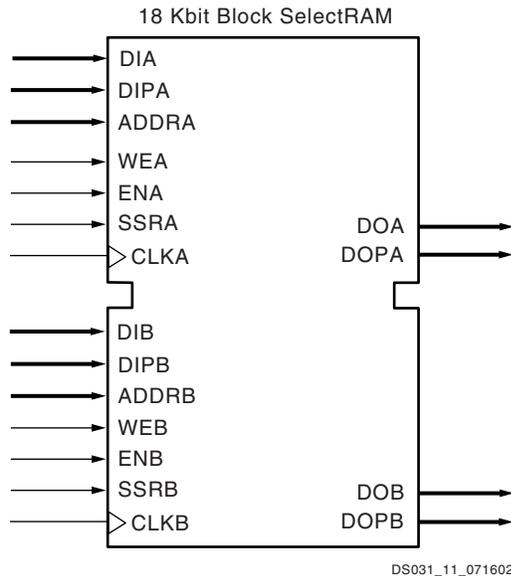 18 Kbit Block SelectRAM
DIA
DIPA
ADDRA
WEA
ENA
SSRA
CLKA
DOA
DOPA
DIB
DIPB
ADDRB
WEB
ENB
SSRB
CLKB
DOB
DOPB
DS031_11_071602